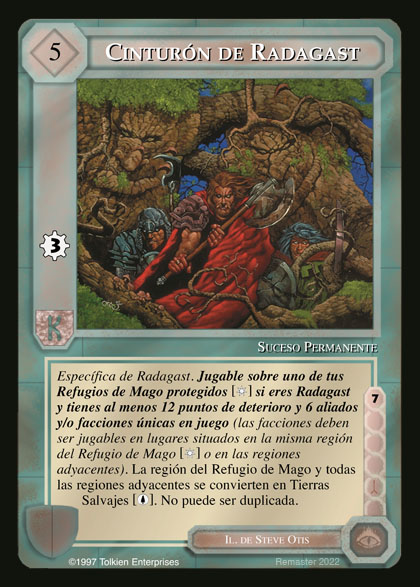 5
CINTURÓN DE RADAGAST
3
SUCESO PERMANENTE
Específica de Radagast. Jugable sobre uno de tus
Refugios de Mago protegidos [☼] si eres Radagast
y tienes al menos 12 puntos de deterioro y 6 aliados
y/o facciones únicas en juego (las facciones deben
ser jugables en lugares situados en la misma región
del Refugio de Mago [☼] o en las regiones
adyacentes). La región del Refugio de Mago y todas
las regiones adyacentes se convierten en Tierras
Salvajes []. No puede ser duplicada.
7
IL. DE STEVE OTIS
©1997 Tolkien Enterprises
Remaster 2022